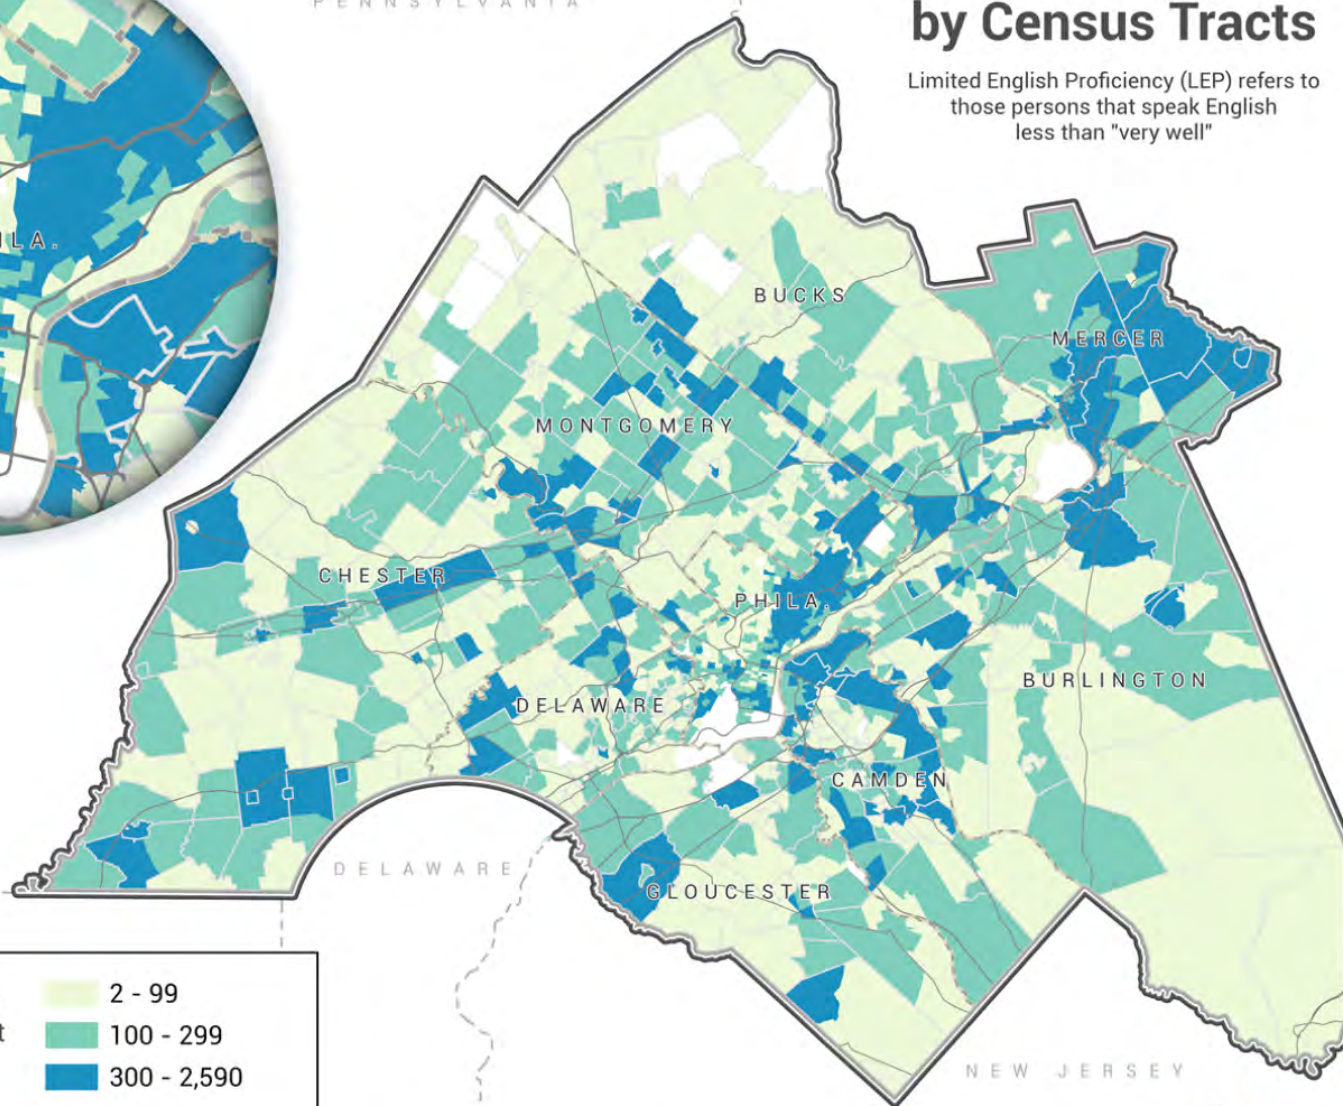 PENNSYLVANIA
by Census Tracts
Limited English Proficiency (LEP) refers to
those persons that speak English
less than "very well"
LA.
BUCKS
MERCER
MONTGOMERY
CHESTER
PHILA.
BURLINGTON
DELAWARE
CAMDEN
DELAWARE
GLOUCESTER
2 - 99
t
100 - 299
300 - 2,590
NEW JERSEY